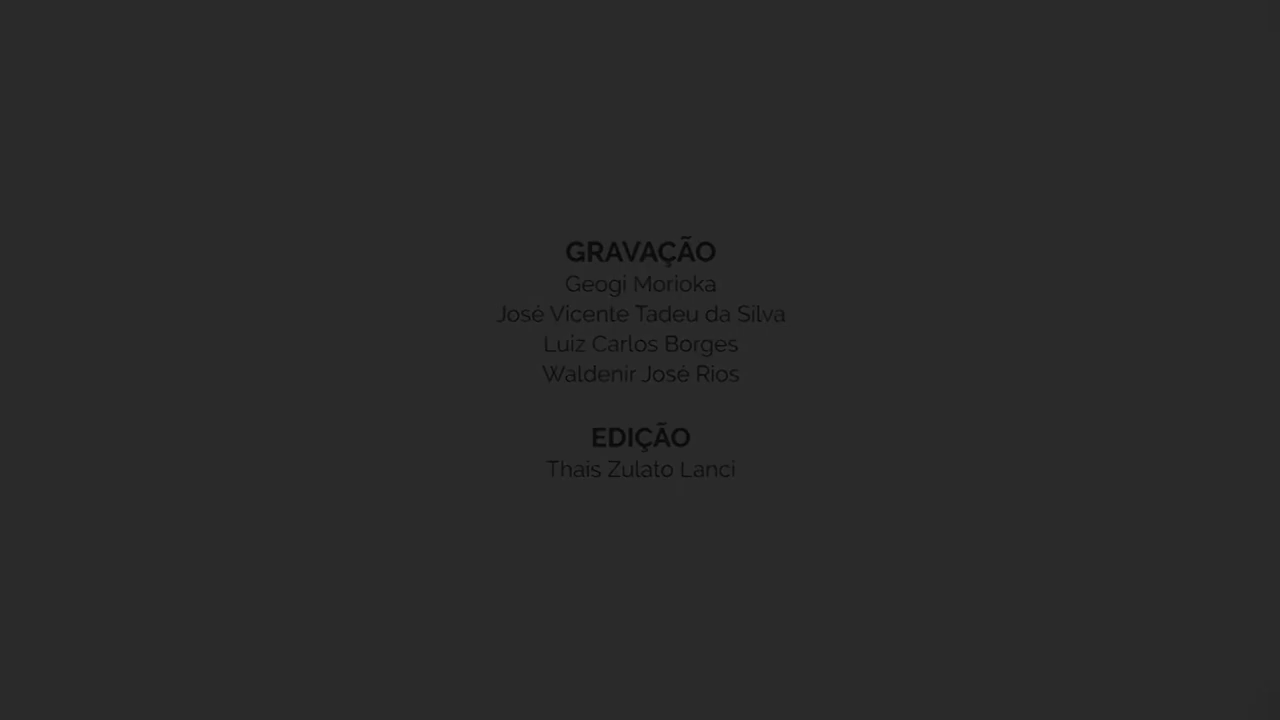 GRAVAÇÃO
Geogi Morioka
José Vicente Tadeu da Silva
Luiz Carlos Borges
Waldenir José Rios
EDIÇÃO
Thais Zulato Lanci